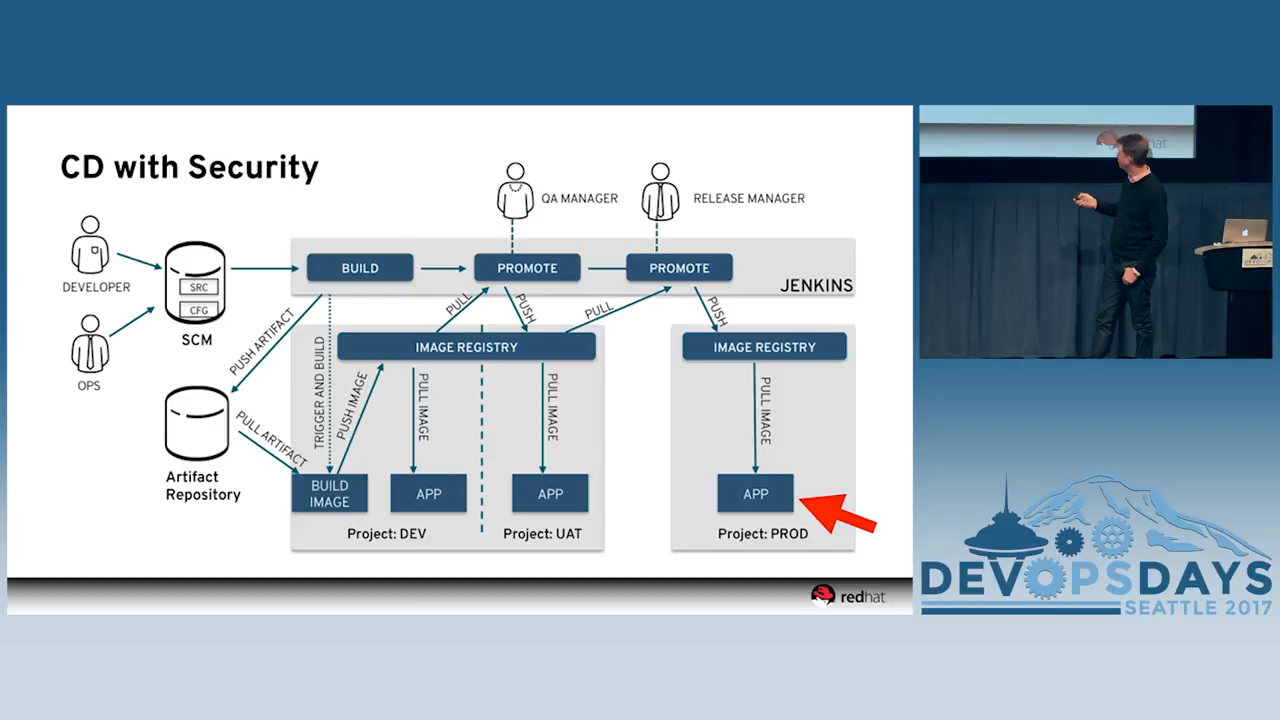 CD with Security
QA MANAGER
RELEASE MANAGER
DEVELOPER
SRC
CFG
SCM
OPS
BUILD
PROMOTE
PROMOTE
JENKINS
PUSH ARTIFACT
TRIGGER AND BUILD
PULL
PUSH
PULL
PUSH
IMAGE REGISTRY
IMAGE REGISTRY
PUSH IMAGE
PULL IMAGE
PULL IMAGE
PULL IMAGE
PULL ARTIFACT
Artifact
Repository
BUILD
IMAGE
APP
APP
APP
Project: DEV
Project: UAT
Project: PROD
redhat
DEVOPSDAYS
SEATTLE 2017